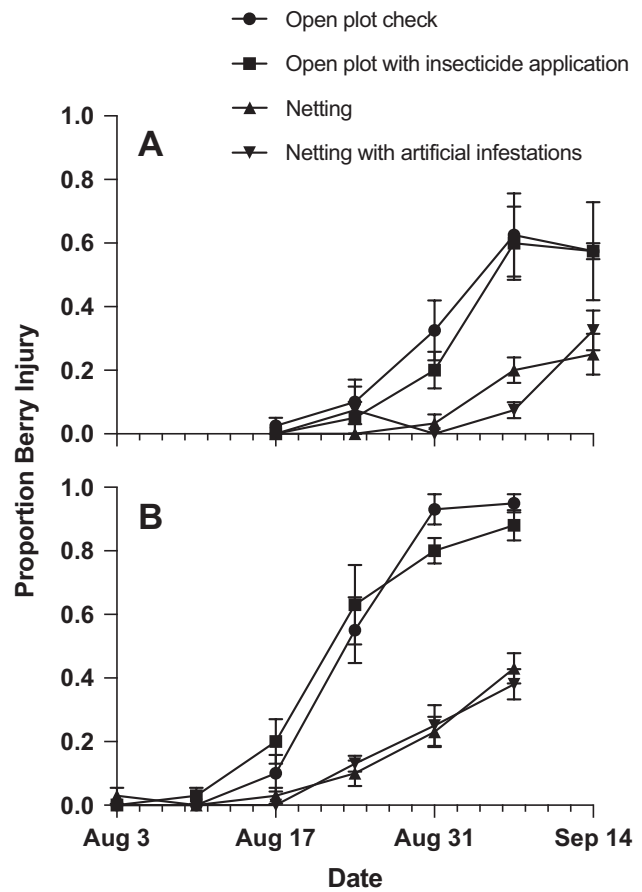 Open plot check
Open plot with insecticide application
Netting
Netting with artificial infestations
A
1.0
0.8
0.6
0.4
0.2
0.0
B
1.0
0.8
0.6
0.4
0.2
0.0
Proportion Berry Injury
Aug 3 Aug 17 Aug 31 Sep 14
Date